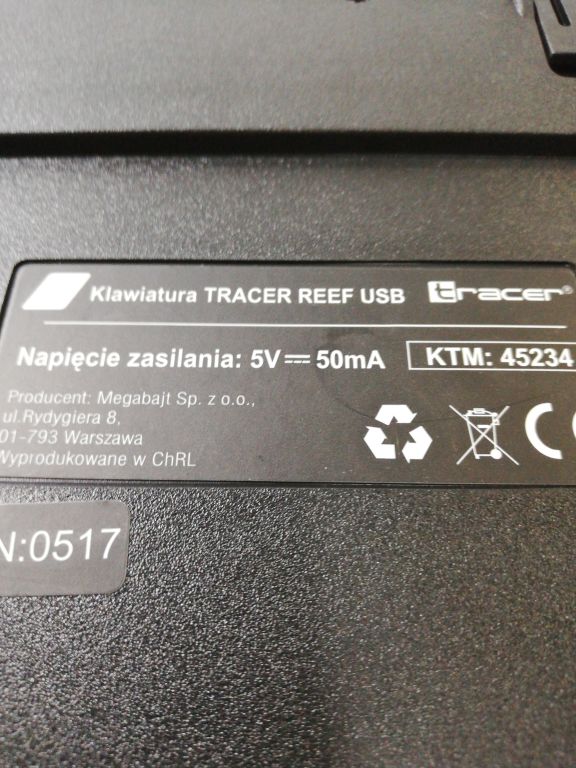 Klawiatura TRACER REEF USB tracer®
Napięcie zasilania: 5V⎓50mA KTM: 45234
Producent: Megabajt Sp. z o.o.,
ul.Rydygiera 8,
01-793 Warszawa
Wyprodukowane w ChRL
CE
N:0517